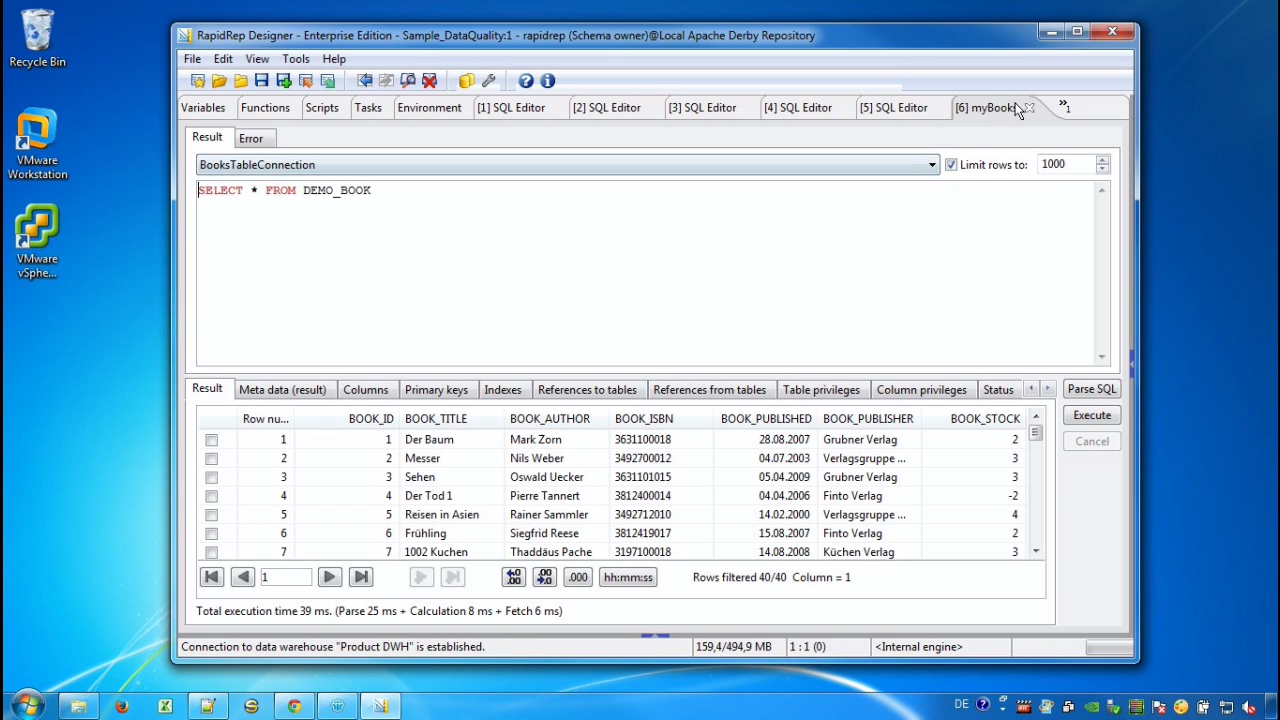 Recycle Bin
VMware
Workstation
VMware
vSphe...
RapidRep Designer - Enterprise Edition - Sample_DataQuality:1 - rapidrep (Schema owner)@Local Apache Derby Repository
File Edit View Tools Help
Variables Functions Scripts Tasks Environment [1] SQL Editor [2] SQL Editor [3] SQL Editor [4] SQL Editor [5] SQL Editor [6] myBooks »1
Result Error
BooksTableConnection Limit rows to: 1000
SELECT * FROM DEMO_BOOK
Result Meta data (result) Columns Primary keys Indexes References to tables References from tables Table privileges Column privileges Status Parse SQL
Execute
Cancel
Row nu... BOOK_ID BOOK_TITLE BOOK_AUTHOR BOOK_ISBN BOOK_PUBLISHED BOOK_PUBLISHER BOOK_STOCK
1 1 Der Baum Mark Zorn 3631100018 28.08.2007 Grubner Verlag 2
2 2 Messer Nils Weber 3492700012 04.07.2003 Verlagsgruppe ... 3
3 3 Sehen Oswald Uecker 3631101015 05.04.2009 Grubner Verlag 3
4 4 Der Tod 1 Pierre Tannert 3812400014 04.04.2006 Finto Verlag -2
5 5 Reisen in Asien Rainer Sammler 3492712010 14.02.2000 Verlagsgruppe ... 4
6 6 Frühling Siegfrid Reese 3812419017 15.08.2007 Finto Verlag 2
7 7 1002 Kuchen Thaddäus Pache 3197100018 14.08.2008 Küchen Verlag 3
1 .000 hh:mm:ss Rows filtered 40/40 Column = 1
Total execution time 39 ms. (Parse 25 ms + Calculation 8 ms + Fetch 6 ms)
Connection to data warehouse "Product DWH" is established. 159,4/494,9 MB 1 : 1 (0) <Internal engine>
DE